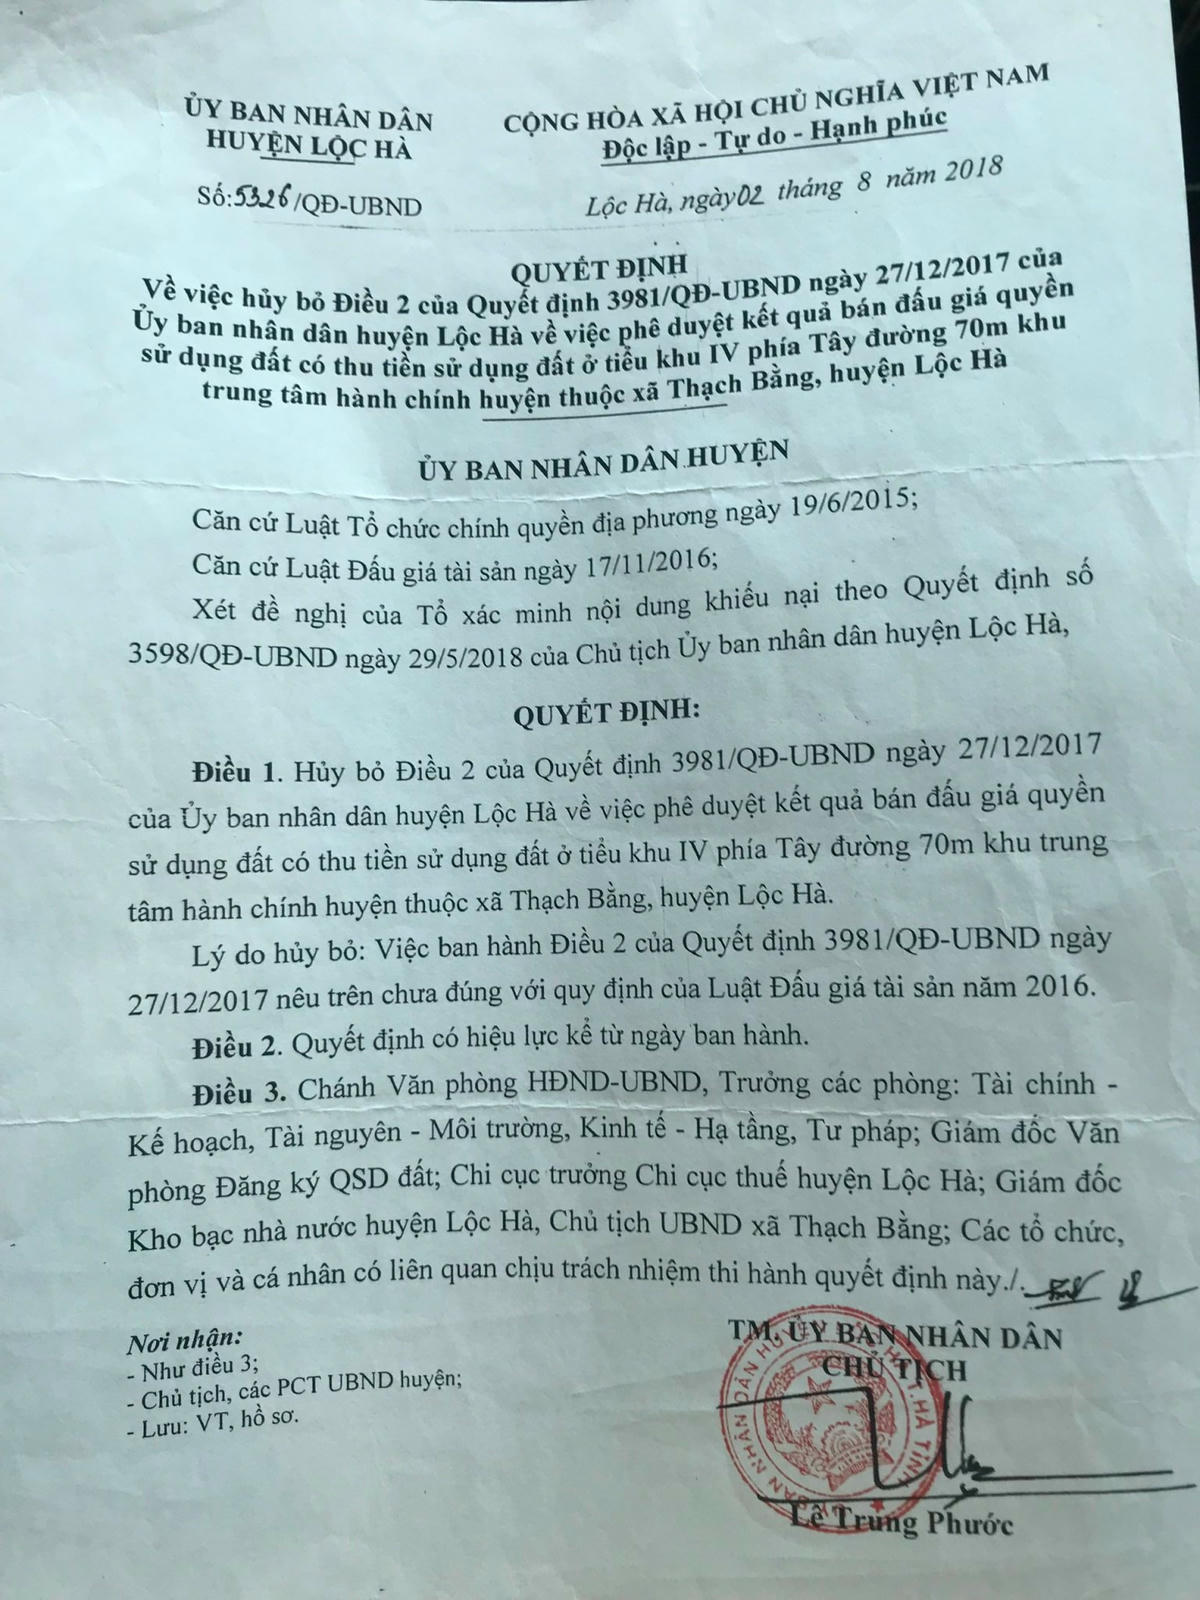 ỦY BAN NHÂN DÂN
HUYỆN LỘC HÀ
CỘNG HÒA XÃ HỘI CHỦ NGHĨA VIỆT NAM
Độc lập - Tự do - Hạnh phúc
Số:5326/QĐ-UBND
Lộc Hà, ngày02 tháng 8 năm 2018
QUYẾT ĐỊNH
Về việc hủy bỏ Điều 2 của Quyết định 3981/QĐ-UBND ngày 27/12/2017 của
Ủy ban nhân dân huyện Lộc Hà về việc phê duyệt kết quả bán đấu giá quyền
sử dụng đất có thu tiền sử dụng đất ở tiểu khu IV phía Tây đường 70m khu
trung tâm hành chính huyện thuộc xã Thạch Bằng, huyện Lộc Hà
ỦY BAN NHÂN DÂN HUYỆN
Căn cứ Luật Tổ chức chính quyền địa phương ngày 19/6/2015;
Căn cứ Luật Đấu giá tài sản ngày 17/11/2016;
Xét đề nghị của Tổ xác minh nội dung khiếu nại theo Quyết định số
3598/QĐ-UBND ngày 29/5/2018 của Chủ tịch Ủy ban nhân dân huyện Lộc Hà,
QUYẾT ĐỊNH:
Điều 1. Hủy bỏ Điều 2 của Quyết định 3981/QĐ-UBND ngày 27/12/2017
của Ủy ban nhân dân huyện Lộc Hà về việc phê duyệt kết quả bán đấu giá quyền
sử dụng đất có thu tiền sử dụng đất ở tiểu khu IV phía Tây đường 70m khu trung
tâm hành chính huyện thuộc xã Thạch Bằng, huyện Lộc Hà.
Lý do hủy bỏ: Việc ban hành Điều 2 của Quyết định 3981/QĐ-UBND ngày
27/12/2017 nêu trên chưa đúng với quy định của Luật Đấu giá tài sản năm 2016.
Điều 2. Quyết định có hiệu lực kể từ ngày ban hành.
Điều 3. Chánh Văn phòng HĐND-UBND, Trưởng các phòng: Tài chính -
Kế hoạch, Tài nguyên - Môi trường, Kinh tế - Hạ tầng, Tư pháp; Giám đốc Văn
phòng Đăng ký QSD đất; Chi cục trưởng Chi cục thuế huyện Lộc Hà; Giám đốc
Kho bạc nhà nước huyện Lộc Hà, Chủ tịch UBND xã Thạch Bằng; Các tổ chức,
đơn vị và cá nhân có liên quan chịu trách nhiệm thi hành quyết định này./.
Nơi nhận:
- Như điều 3;
- Chủ tịch, các PCT UBND huyện;
- Lưu: VT, hồ sơ.
TM. ỦY BAN NHÂN DÂN
CHỦ TỊCH
Lê Trung Phước